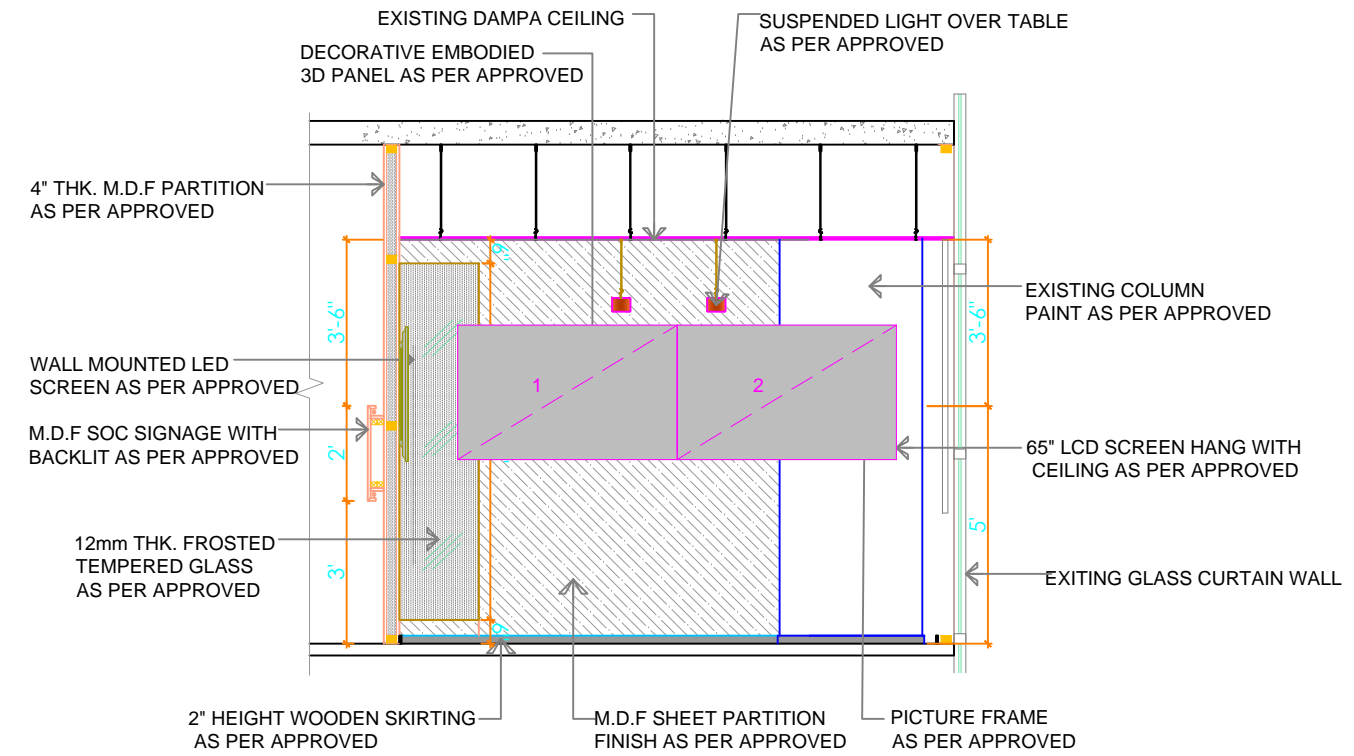 EXISTING DAMPA CEILING
SUSPENDED LIGHT OVER TABLE
AS PER APPROVED
DECORATIVE EMBODIED
3D PANEL AS PER APPROVED
4" THK. M.D.F PARTITION
AS PER APPROVED
EXISTING COLUMN
PAINT AS PER APPROVED
WALL MOUNTED LED
SCREEN AS PER APPROVED
M.D.F SOC SIGNAGE WITH
BACKLIT AS PER APPROVED
65" LCD SCREEN HANG WITH
CEILING AS PER APPROVED
12mm THK. FROSTED
TEMPERED GLASS
AS PER APPROVED
EXITING GLASS CURTAIN WALL
2" HEIGHT WOODEN SKIRTING
AS PER APPROVED
M.D.F SHEET PARTITION
FINISH AS PER APPROVED
PICTURE FRAME
AS PER APPROVED
3'-6"
2'
3'
1
2
3'-6"
5'